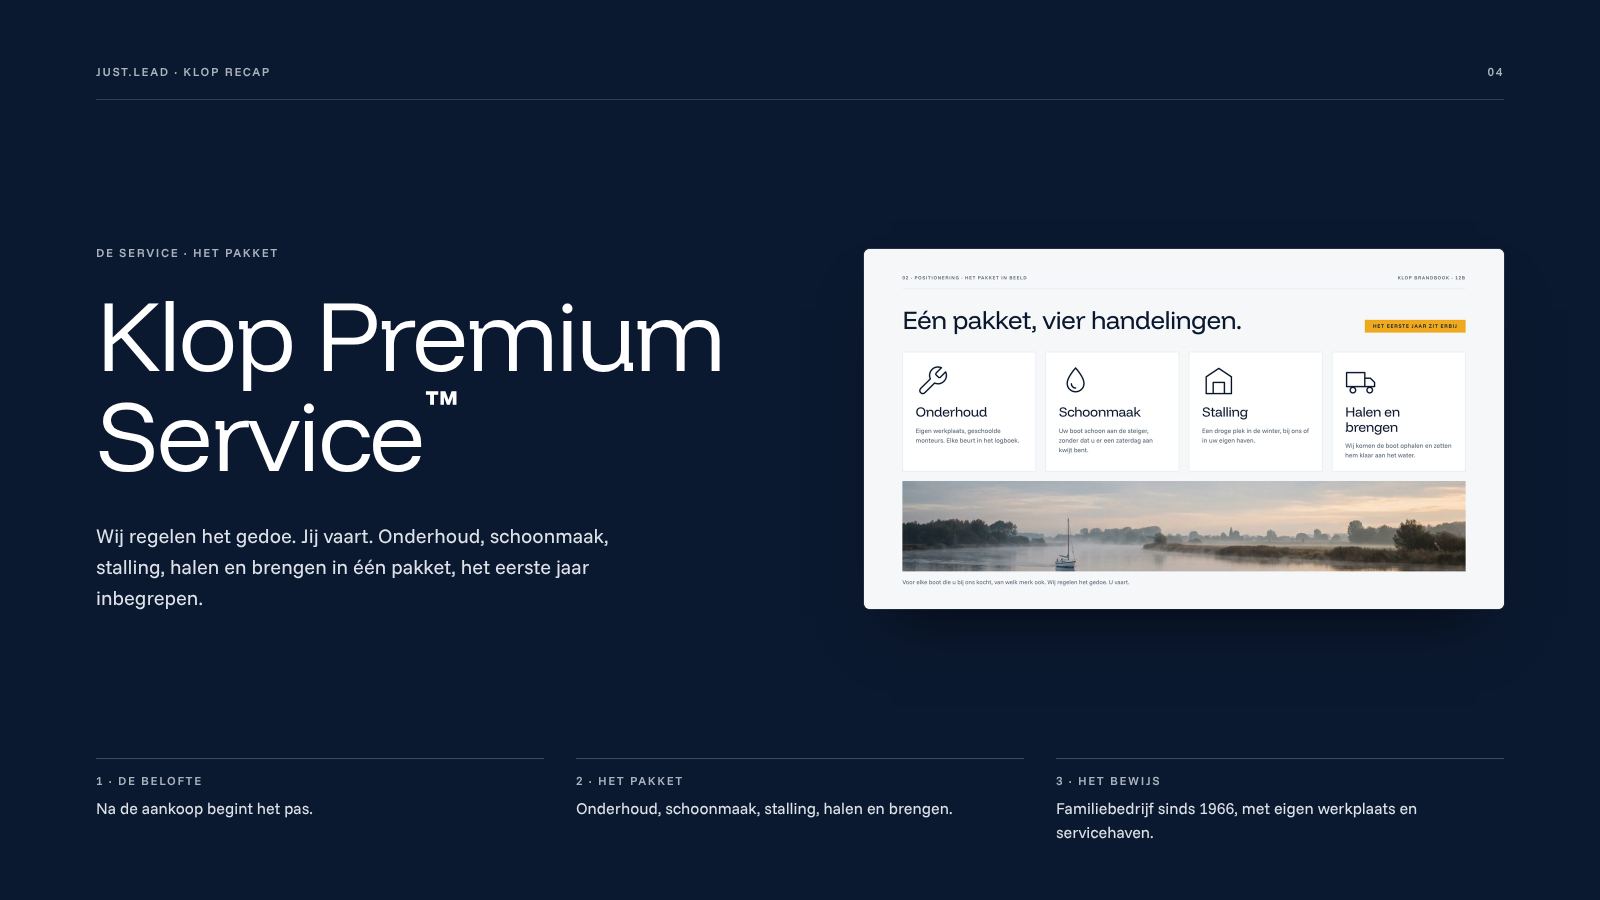 JUST.LEAD · KLOP RECAP
04
DE SERVICE · HET PAKKET
Klop Premium
Service™
Wij regelen het gedoe. Jij vaart. Onderhoud, schoonmaak,
stalling, halen en brengen in één pakket, het eerste jaar
inbegrepen.
02 · POSITIONERING · HET PAKKET IN BEELD
KLOP BRANDBOOK · 12B
Eén pakket, vier handelingen.
HET EERSTE JAAR ZIT ERBIJ
Onderhoud
Eigen werkplaats, geschoolde
monteurs. Elke beurt in het logboek.
Schoonmaak
Uw boot schoon aan de steiger,
zonder dat u er een zaterdag aan
kwijt bent.
Stalling
Een droge plek in de winter, bij ons of
in uw eigen haven.
Halen en
brengen
Wij komen de boot ophalen en zetten
hem klaar aan het water.
Voor elke boot die u bij ons kocht, van welk merk ook. Wij regelen het gedoe. U vaart.
1 · DE BELOFTE
Na de aankoop begint het pas.
2 · HET PAKKET
Onderhoud, schoonmaak, stalling, halen en brengen.
3 · HET BEWIJS
Familiebedrijf sinds 1966, met eigen werkplaats en
servicehaven.